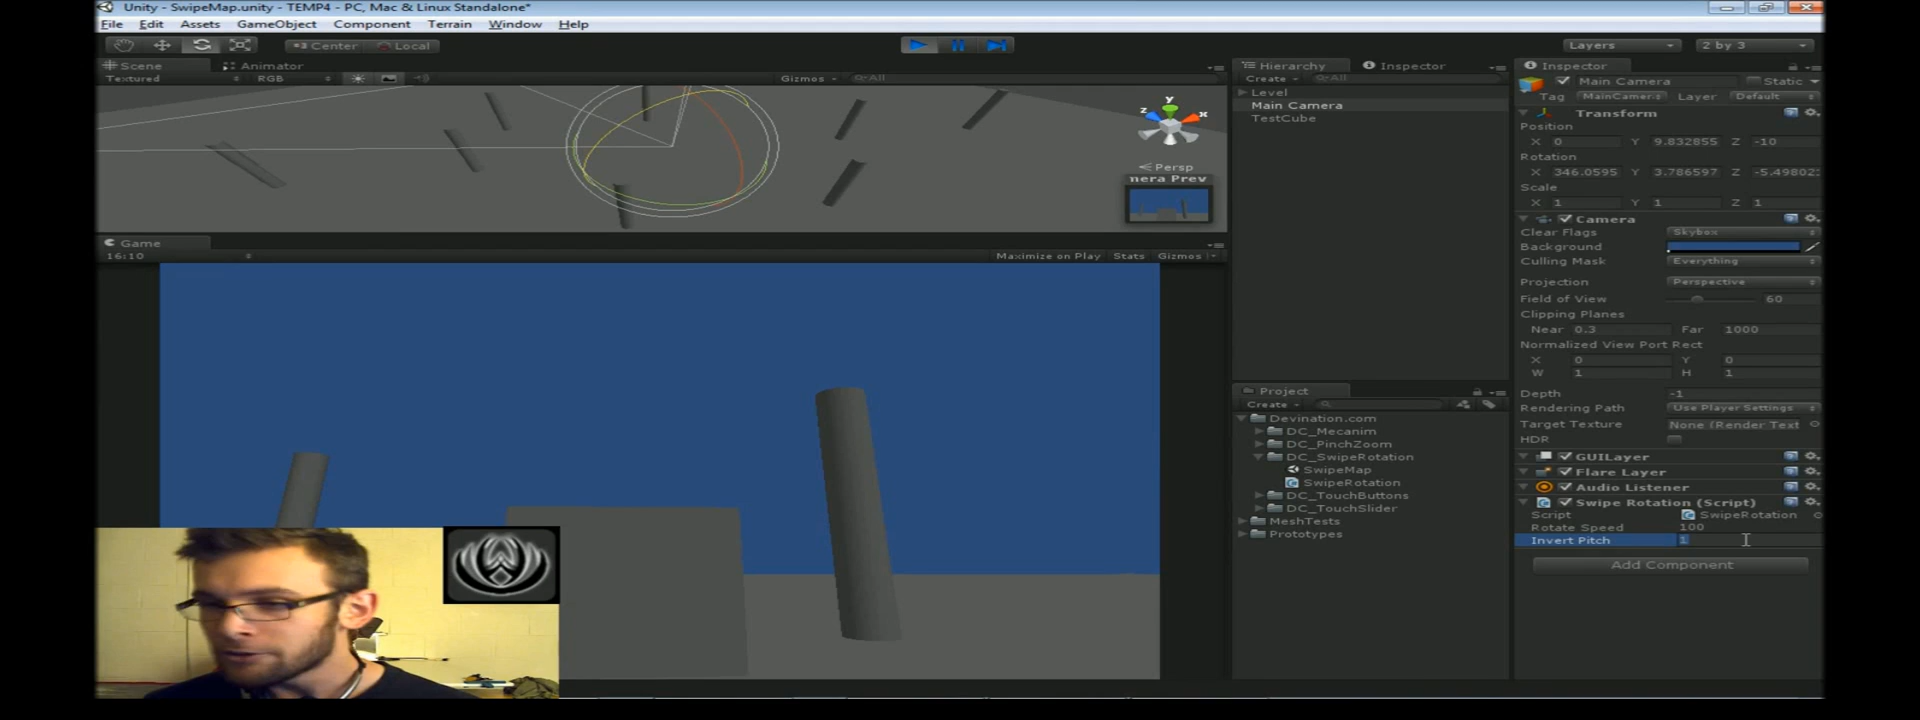 Unity - SwipeMap.unity - TEMP4 - PC, Mac & Linux Standalone*
File Edit Assets GameObject Component Terrain Window Help
Center Local
Layers 2 by 3
Scene Animator
Textured RGB Gizmos All
y
z x
Persp
nera Prev
Game
16:10 Maximize on Play Stats Gizmos
Hierarchy Inspector
Create All
Level
Main Camera
TestCube
Project
Create
Devination.com
DC_Mecanim
DC_PinchZoom
DC_SwipeRotation
SwipeMap
SwipeRotation
DC_TouchButtons
DC_TouchSlider
MeshTests
Prototypes
Inspector
Main Camera Static
Tag MainCamer Layer Default
Transform
Position
X 0 Y 9.832855 Z -10
Rotation
X 346.0595 Y 3.786597 Z -5.49802
Scale
X 1 Y 1 Z 1
Camera
Clear Flags Skybox
Background
Culling Mask Everything
Projection Perspective
Field of View 60
Clipping Planes
Near 0.3 Far 1000
Normalized View Port Rect
X 0 Y 0
W 1 H 1
Depth -1
Rendering Path Use Player Settings
Target Texture None (Render Text
HDR
GUILayer
Flare Layer
Audio Listener
Swipe Rotation (Script)
Script SwipeRotation
Rotate Speed 100
Invert Pitch 1
Add Component